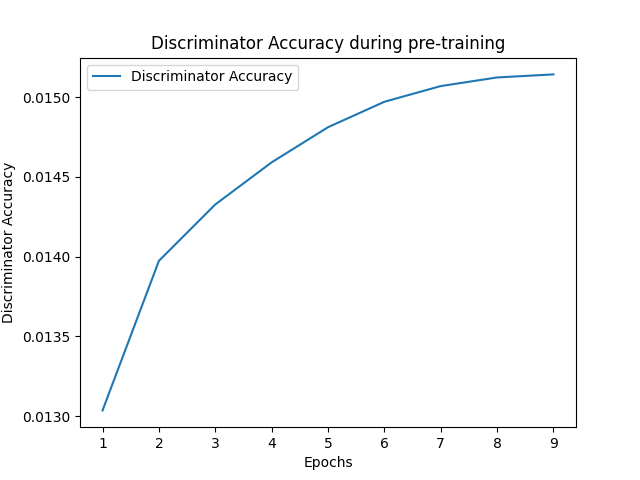 Discriminator Accuracy during pre-training
Discriminator Accuracy
Discriminator Accuracy
0.0150
0.0145
0.0140
0.0135
0.0130
1 2 3 4 5 6 7 8 9
Epochs